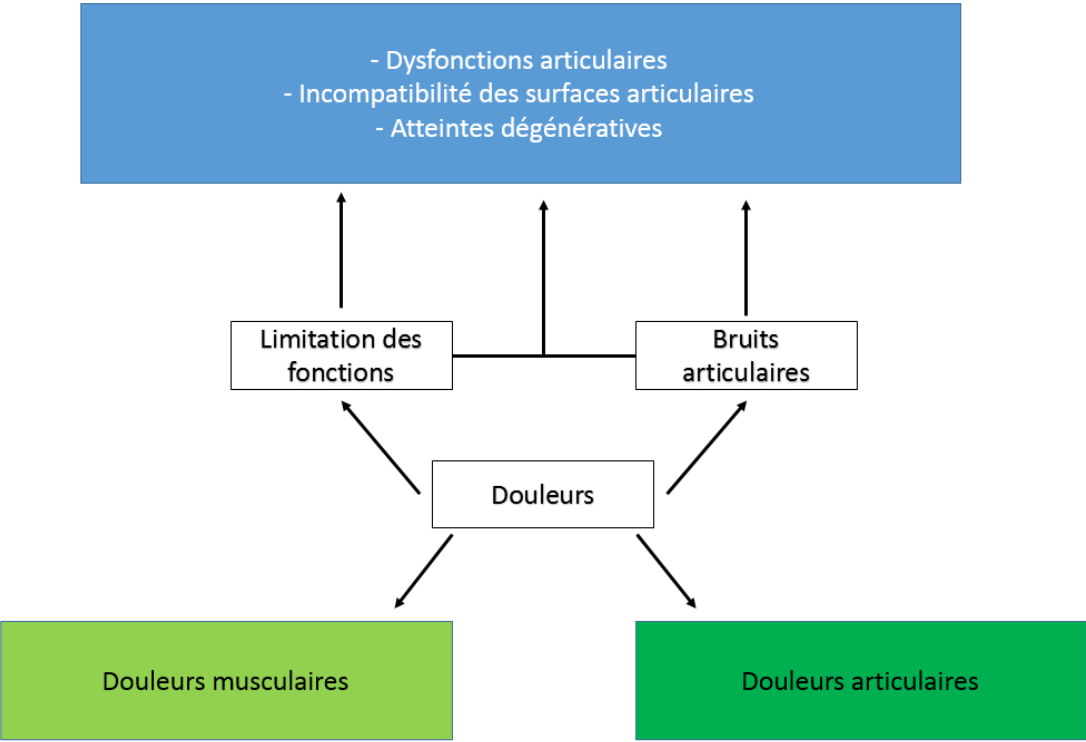 - Dysfonctions articulaires
- Incompatibilité des surfaces articulaires
- Atteintes dégénératives
Limitation des
fonctions
Bruits
articulaires
Douleurs
Douleurs musculaires
Douleurs articulaires